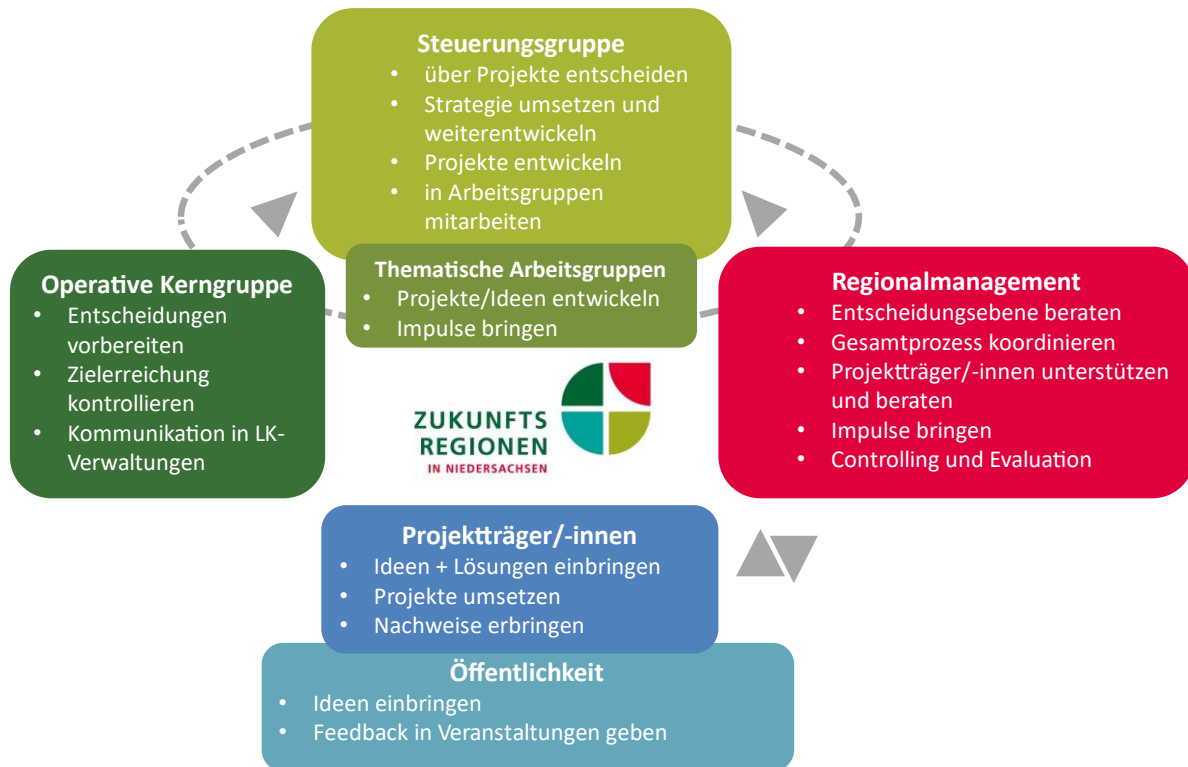 Steuerungsgruppe
• über Projekte entscheiden
• Strategie umsetzen und
weiterentwickeln
• Projekte entwickeln
• in Arbeitsgruppen
mitarbeiten
Thematische Arbeitsgruppen
• Projekte/Ideen entwickeln
• Impulse bringen
Operative Kerngruppe
• Entscheidungen
vorbereiten
• Zielerreichung
kontrollieren
• Kommunikation in LK-
Verwaltungen
Regionalmanagement
• Entscheidungsebene beraten
• Gesamtprozess koordinieren
• Projektträger/-innen unterstützen
und beraten
• Impulse bringen
• Controlling und Evaluation
ZUKUNFTS
REGIONEN
IN NIEDERSACHSEN
Projektträger/-innen
• Ideen + Lösungen einbringen
• Projekte umsetzen
• Nachweise erbringen
Öffentlichkeit
• Ideen einbringen
• Feedback in Veranstaltungen geben